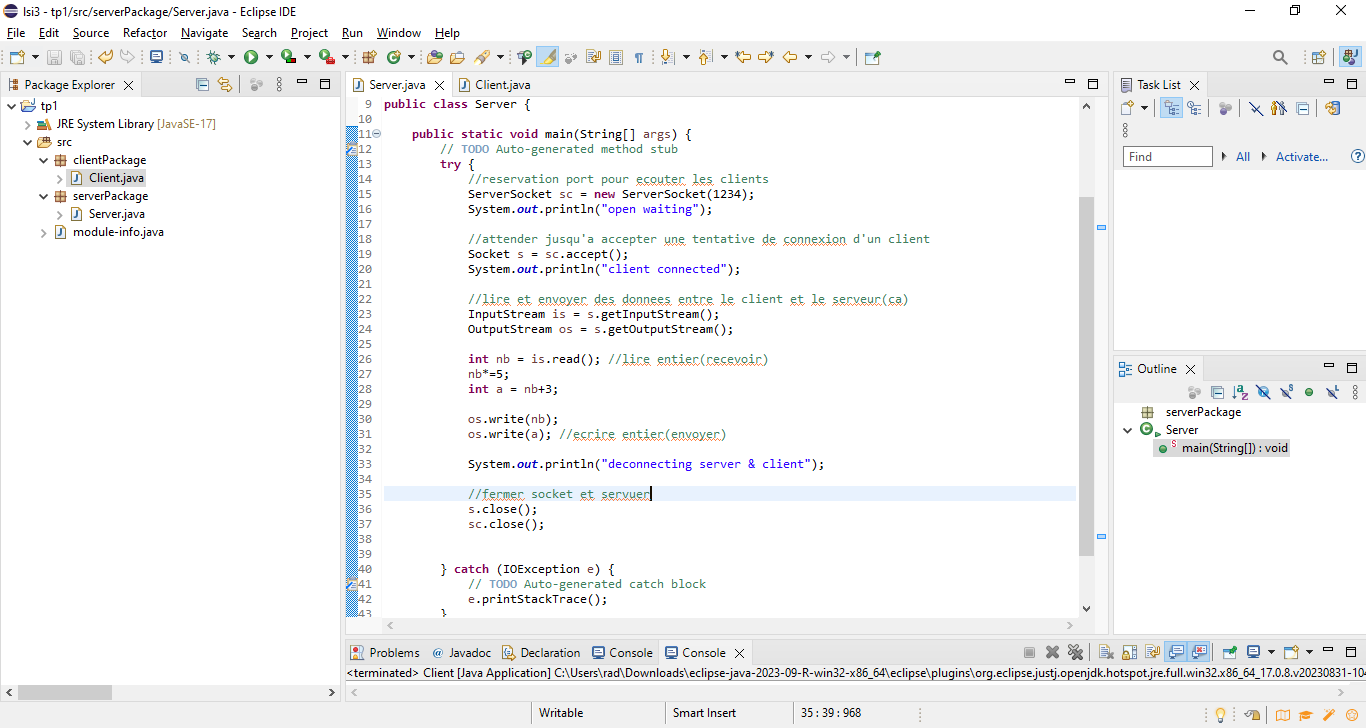 lsi3 - tp1/src/serverPackage/Server.java - Eclipse IDE
File Edit Source Refactor Navigate Search Project Run Window Help
Package Explorer
tp1
JRE System Library [JavaSE-17]
src
clientPackage
Client.java
serverPackage
Server.java
module-info.java
Server.java Client.java
9 public class Server {
10
11 public static void main(String[] args) {
12 // TODO Auto-generated method stub
13 try {
14 //reservation port pour ecouter les clients
15 ServerSocket sc = new ServerSocket(1234);
16 System.out.println("open waiting");
17
18 //attender jusqu'a accepter une tentative de connexion d'un client
19 Socket s = sc.accept();
20 System.out.println("client connected");
21
22 //lire et envoyer des donnees entre le client et le serveur(ca)
23 InputStream is = s.getInputStream();
24 OutputStream os = s.getOutputStream();
25
26 int nb = is.read(); //lire entier(recevoir)
27 nb*=5;
28 int a = nb+3;
29
30 os.write(nb);
31 os.write(a); //ecrire entier(envoyer)
32
33 System.out.println("deconnecting server & client");
34
35 //fermer socket et servuer
36 s.close();
37 sc.close();
38
39
40 } catch (IOException e) {
41 // TODO Auto-generated catch block
42 e.printStackTrace();
43 }
Task List
Find All Activate...
Outline
serverPackage
Server
main(String[]) : void
Problems Javadoc Declaration Console Console
<terminated> Client [Java Application] C:\Users\rad\Downloads\eclipse-java-2023-09-R-win32-x86_64\eclipse\plugins\org.eclipse.justj.openjdk.hotspot.jre.full.win32.x86_64_17.0.8.v20230831-104
Writable Smart Insert 35 : 39 : 968